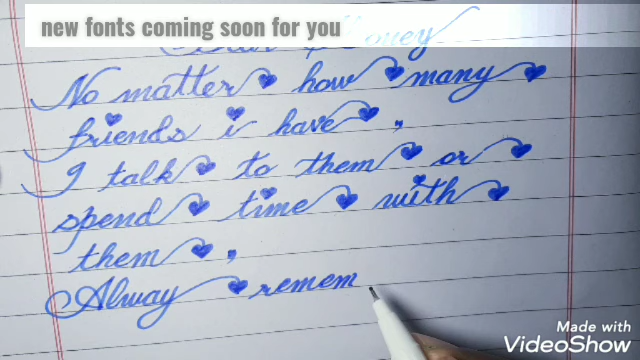 new fonts coming soon for you
No matter how many
friends i have,
I talk to them or
spend time with
them,
Alway remem
Made with
VideoShow